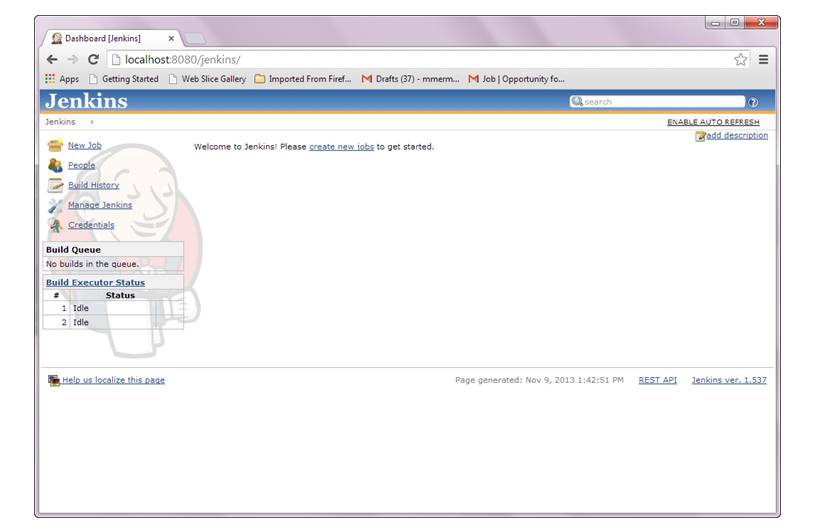 Dashboard [Jenkins]
localhost:8080/jenkins/
Apps Getting Started Web Slice Gallery Imported From Firef... Drafts (37) - mmerm... Job | Opportunity fo...
Jenkins search ?
Jenkins ENABLE AUTO REFRESH
add description
New Job
Welcome to Jenkins! Please create new jobs to get started.
People
Build History
Manage Jenkins
Credentials
Build Queue
No builds in the queue.
Build Executor Status
# Status
1 Idle
2 Idle
Help us localize this page Page generated: Nov 9, 2013 1:42:51 PM REST API Jenkins ver. 1.537